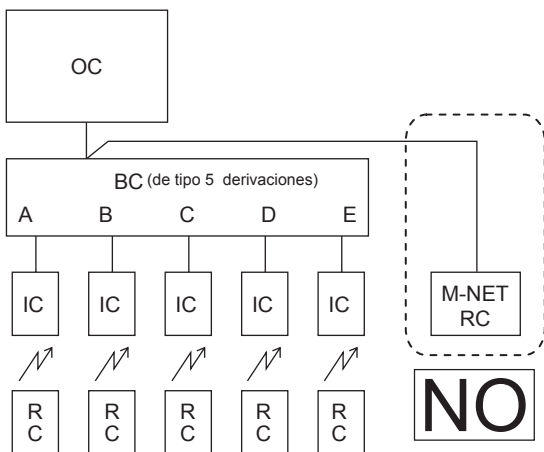 OC
BC (de tipo 5 derivaciones)
A B C D E
IC IC IC IC IC
M-NET
RC
R R R R R
C C C C C
NO